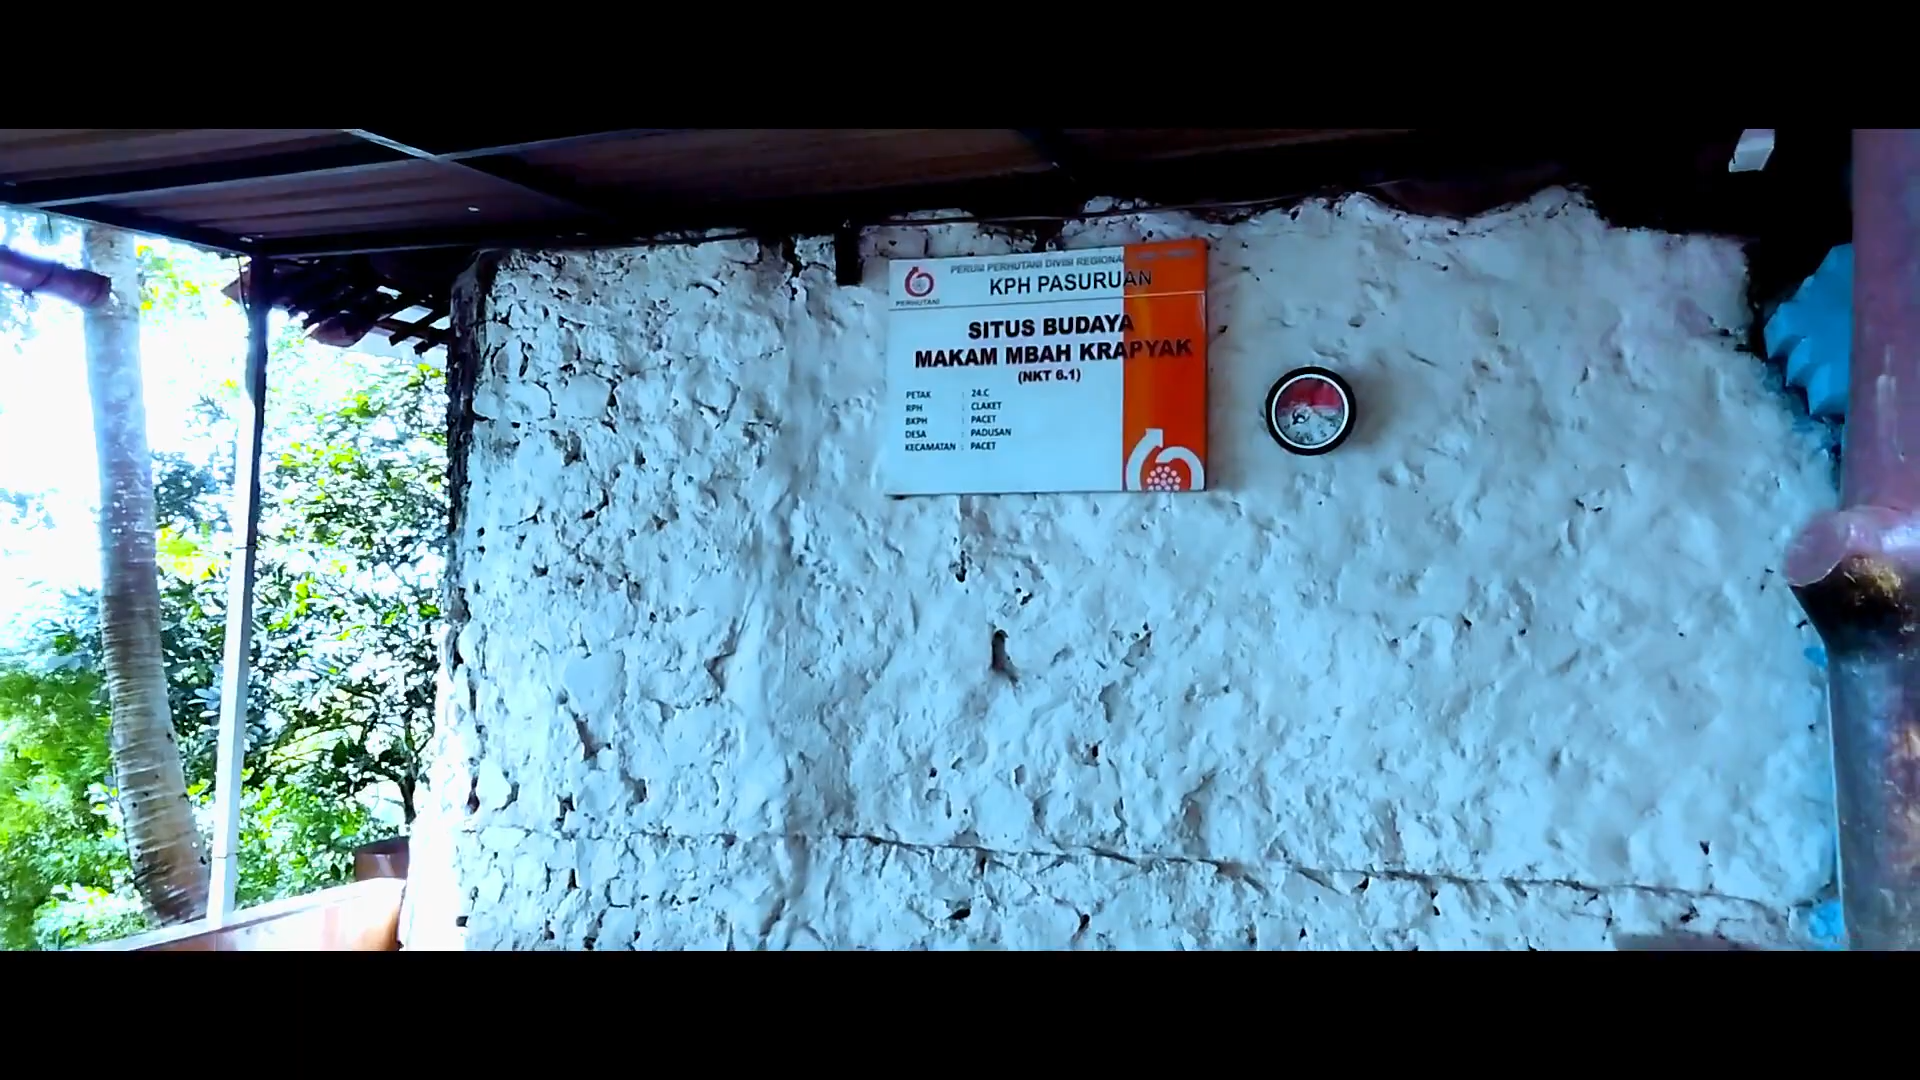 PERUM PERHUTANI DIVISI REGIONAL
KPH PASURUAN
PERHUTANI
SITUS BUDAYA
MAKAM MBAH KRAPYAK
(NKT 6.1)
PETAK : 24.C
RPH : CLAKET
BKPH : PACET
DESA : PADUSAN
KECAMATAN : PACET